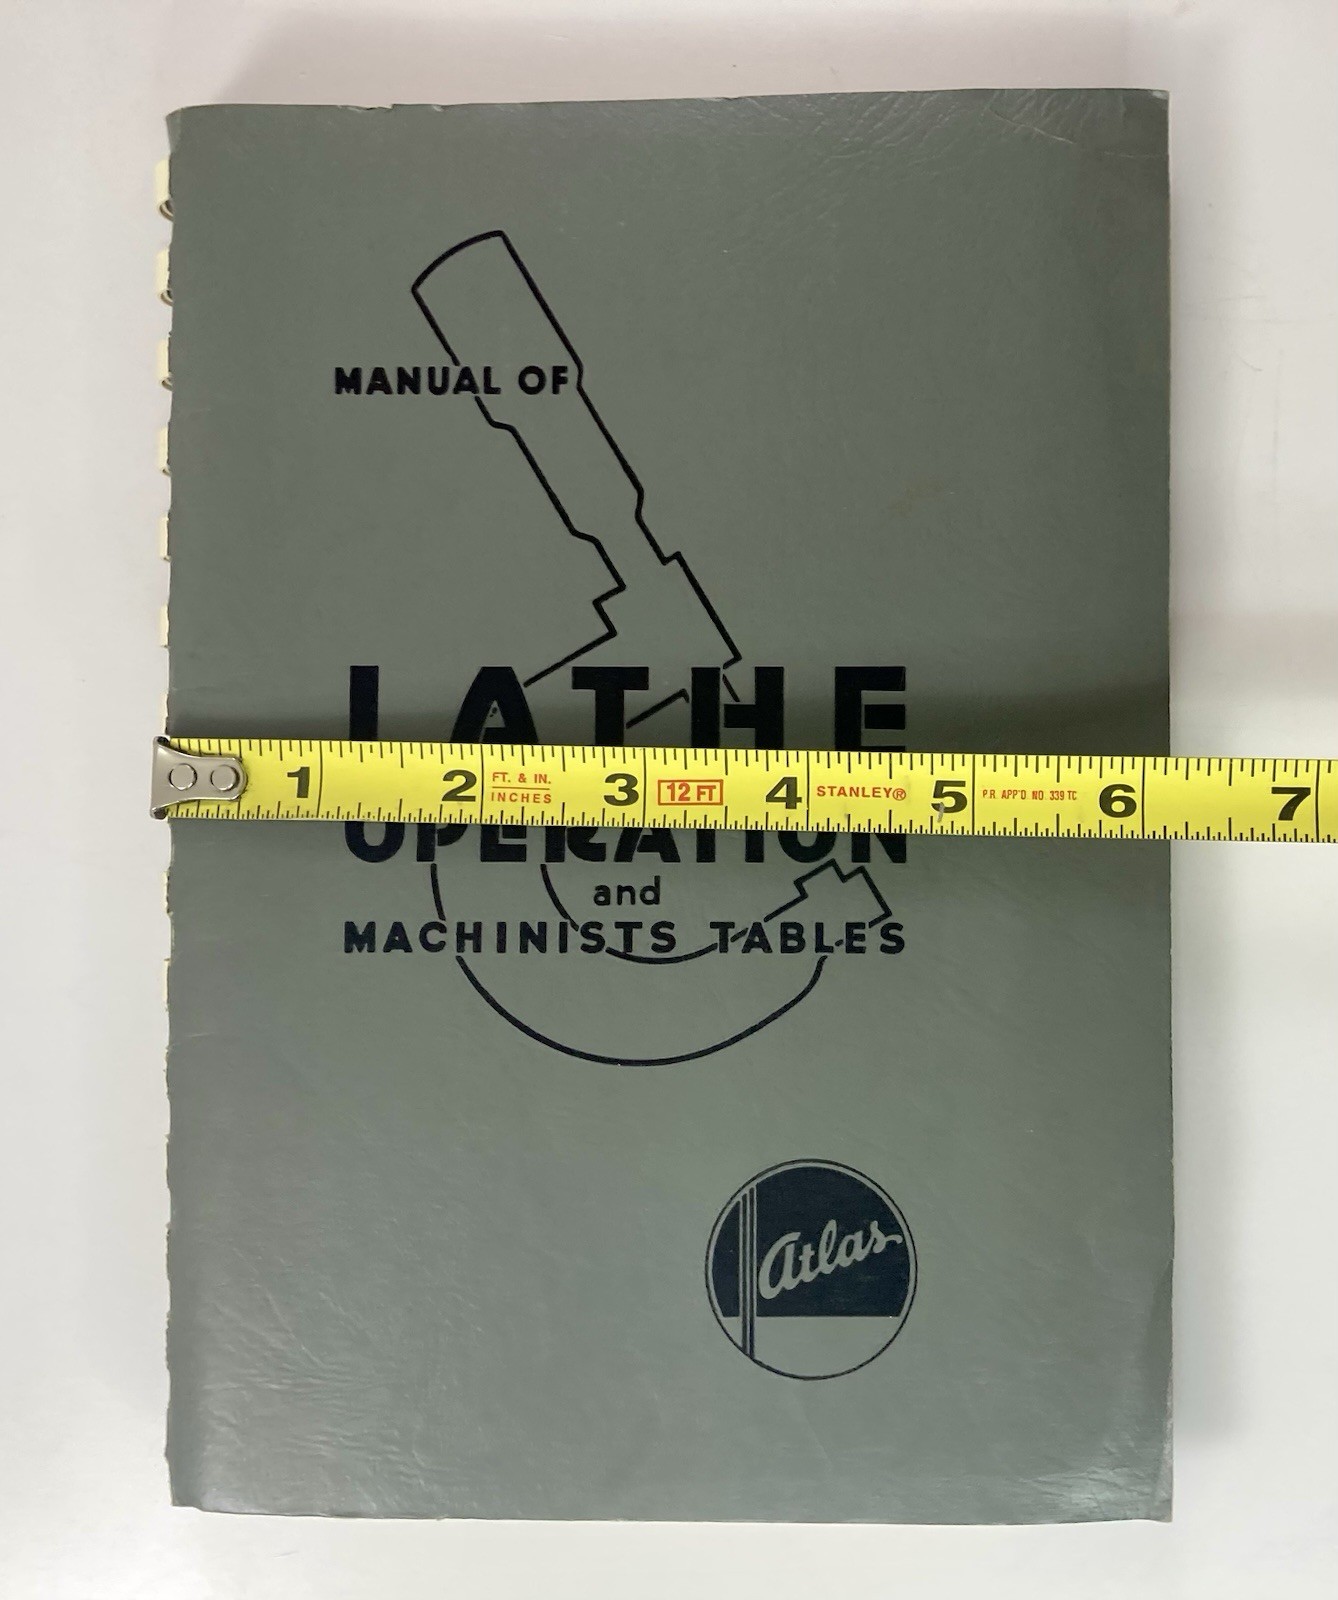 MANUAL OF
LATHE
1 2 FT. & IN. INCHES 3 12 FT 4 STANLEY® 5 P.R. APP'D. NO. 339 TC 6 7
OPERATION
and
MACHINISTS TABLES
Atlas